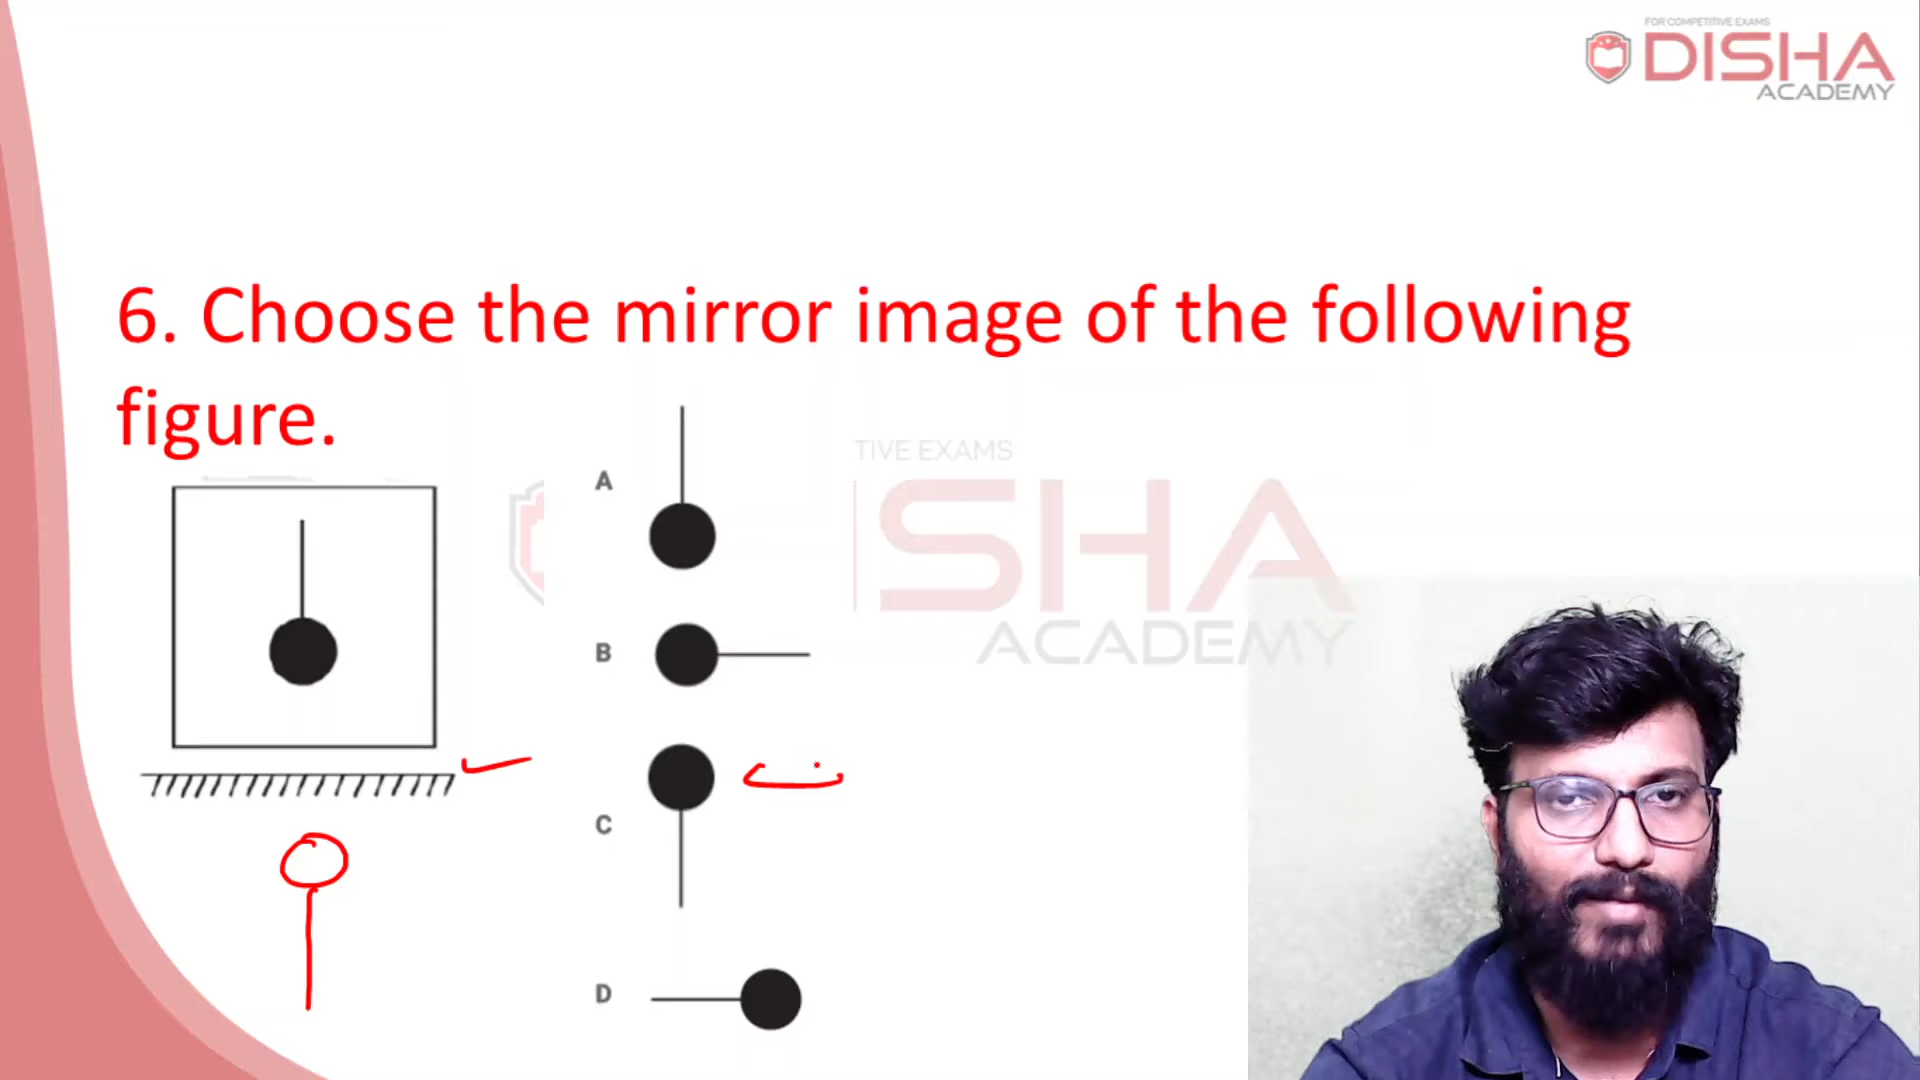 FOR COMPETITIVE EXAMS
DISHA
ACADEMY
6. Choose the mirror image of the following
figure.
TIVE EXAMS
SHA
ACADEMY
A
B
C
D